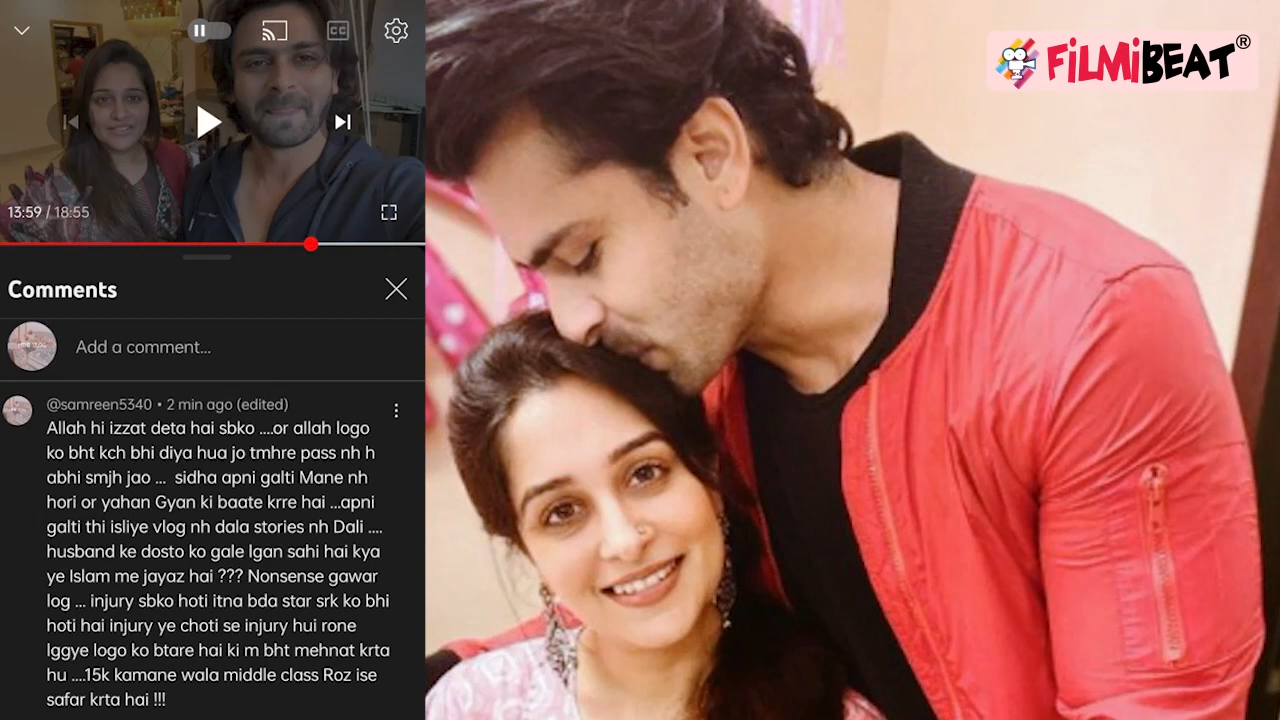 FiLMiBEAT®
CC
13:59 / 18:55
Comments
Add a comment...
@samreen5340 • 2 min ago (edited)
Allah hi izzat deta hai sbko ....or allah logo
ko bht kch bhi diya hua jo tmhre pass nh h
abhi smjh jao ... sidha apni galti Mane nh
hori or yahan Gyan ki baate krre hai ...apni
galti thi isliye vlog nh dala stories nh Dali ....
husband ke dosto ko gale lgan sahi hai kya
ye Islam me jayaz hai ??? Nonsense gawar
log ... injury sbko hoti itna bda star srk ko bhi
hoti hai injury ye choti se injury hui rone
lggye logo ko btare hai ki m bht mehnat krta
hu ....15k kamane wala middle class Roz ise
safar krta hai !!!